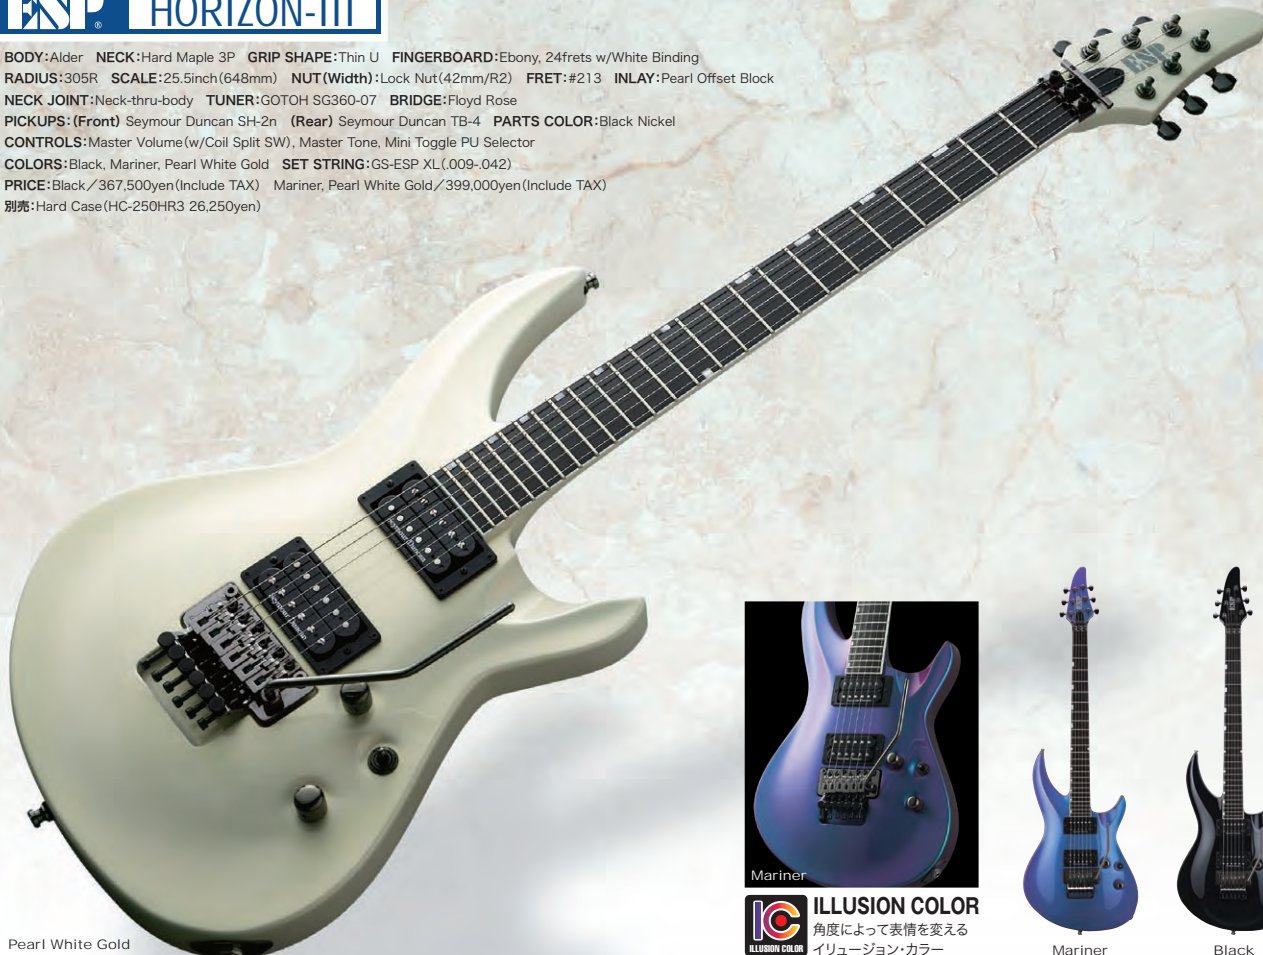 ESP® HORIZON-III
BODY:Alder NECK:Hard Maple 3P GRIP SHAPE:Thin U FINGERBOARD:Ebony, 24frets w/White Binding
RADIUS:305R SCALE:25.5inch(648mm) NUT(Width):Lock Nut(42mm/R2) FRET:#213 INLAY:Pearl Offset Block
NECK JOINT:Neck-thru-body TUNER:GOTOH SG360-07 BRIDGE:Floyd Rose
PICKUPS:(Front) Seymour Duncan SH-2n (Rear) Seymour Duncan TB-4 PARTS COLOR:Black Nickel
CONTROLS:Master Volume(w/Coil Split SW), Master Tone, Mini Toggle PU Selector
COLORS:Black, Mariner, Pearl White Gold SET STRING:GS-ESP XL(.009-.042)
PRICE:Black／367,500yen(Include TAX) Mariner, Pearl White Gold／399,000yen(Include TAX)
別売:Hard Case(HC-250HR3 26,250yen)
ESP
Seymour Duncan
Seymour Duncan
Mariner
IC
ILLUSION COLOR
ILLUSION COLOR
角度によって表情を変える
イリュージョン・カラー
Pearl White Gold
Mariner
Black